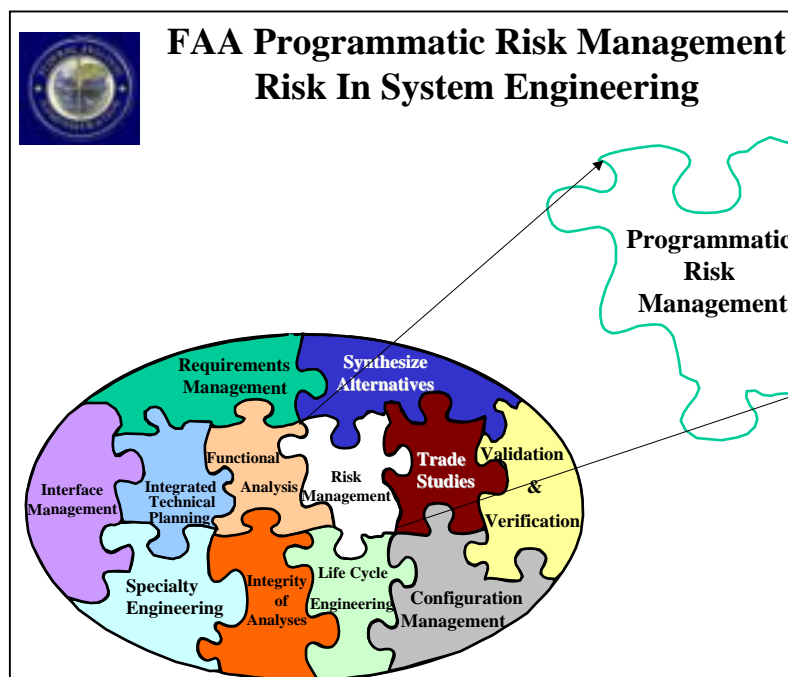 FAA Programmatic Risk Management
Risk In System Engineering
Programmatic
Risk
Management
Requirements
Management
Synthesize
Alternatives
Interface
Management
Integrated
Technical
Planning
Functional
Analysis
Risk
Management
Trade
Studies
Validation
&
Verification
Specialty
Engineering
Integrity
of
Analyses
Life Cycle
Engineering
Configuration
Management